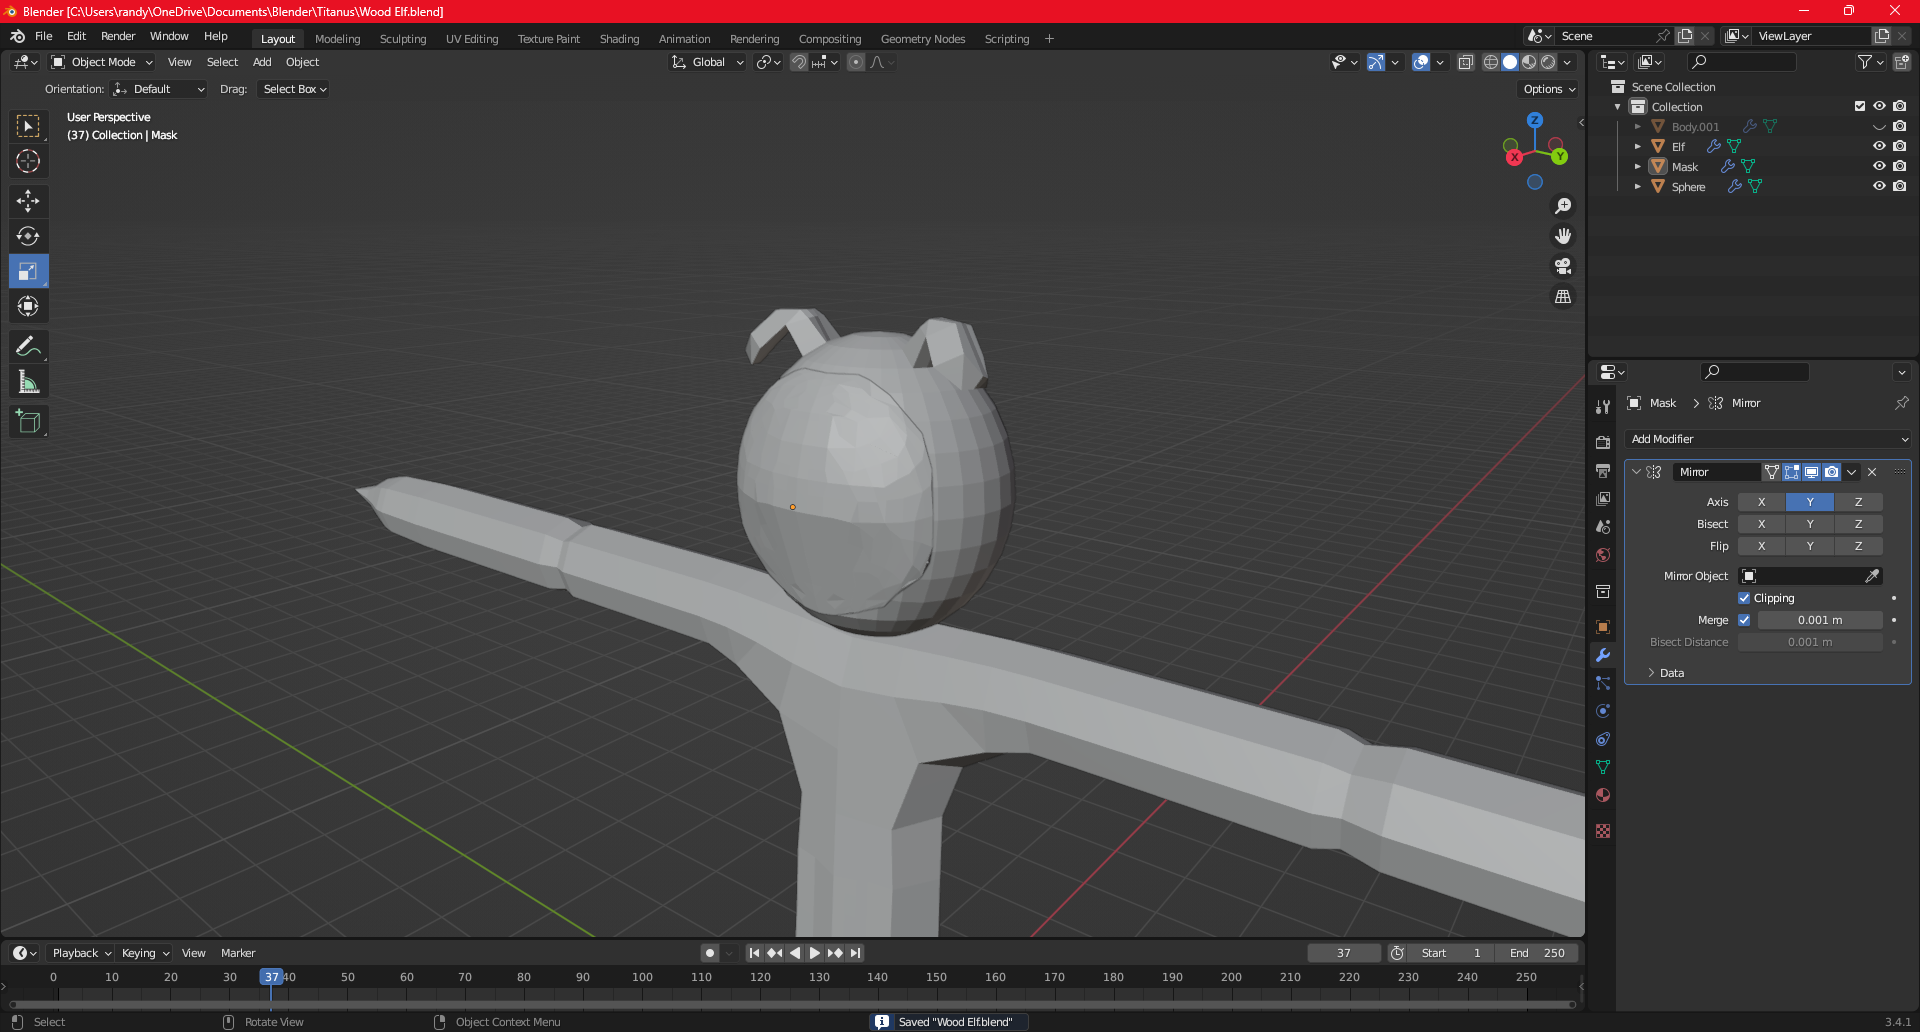 Blender [C:\Users\randy\OneDrive\Documents\Blender\Titanus\Wood Elf.blend]
File Edit Render Window Help Layout Modeling Sculpting UV Editing Texture Paint Shading Animation Rendering Compositing Geometry Nodes Scripting + Scene ViewLayer
Object Mode View Select Add Object Global
Orientation: Default Drag: Select Box Options
User Perspective
(37) Collection | Mask
Z
X Y
Scene Collection
Collection
Body.001
Elf
Mask
Sphere
Mask > Mirror
Add Modifier
Mirror
Axis X Y Z
Bisect X Y Z
Flip X Y Z
Mirror Object
Clipping
Merge 0.001 m
Bisect Distance 0.001 m
Data
Playback Keying View Marker 37 Start 1 End 250
0 10 20 30 37 40 50 60 70 80 90 100 110 120 130 140 150 160 170 180 190 200 210 220 230 240 250
Select Rotate View Object Context Menu Saved "Wood Elf.blend" 3.4.1